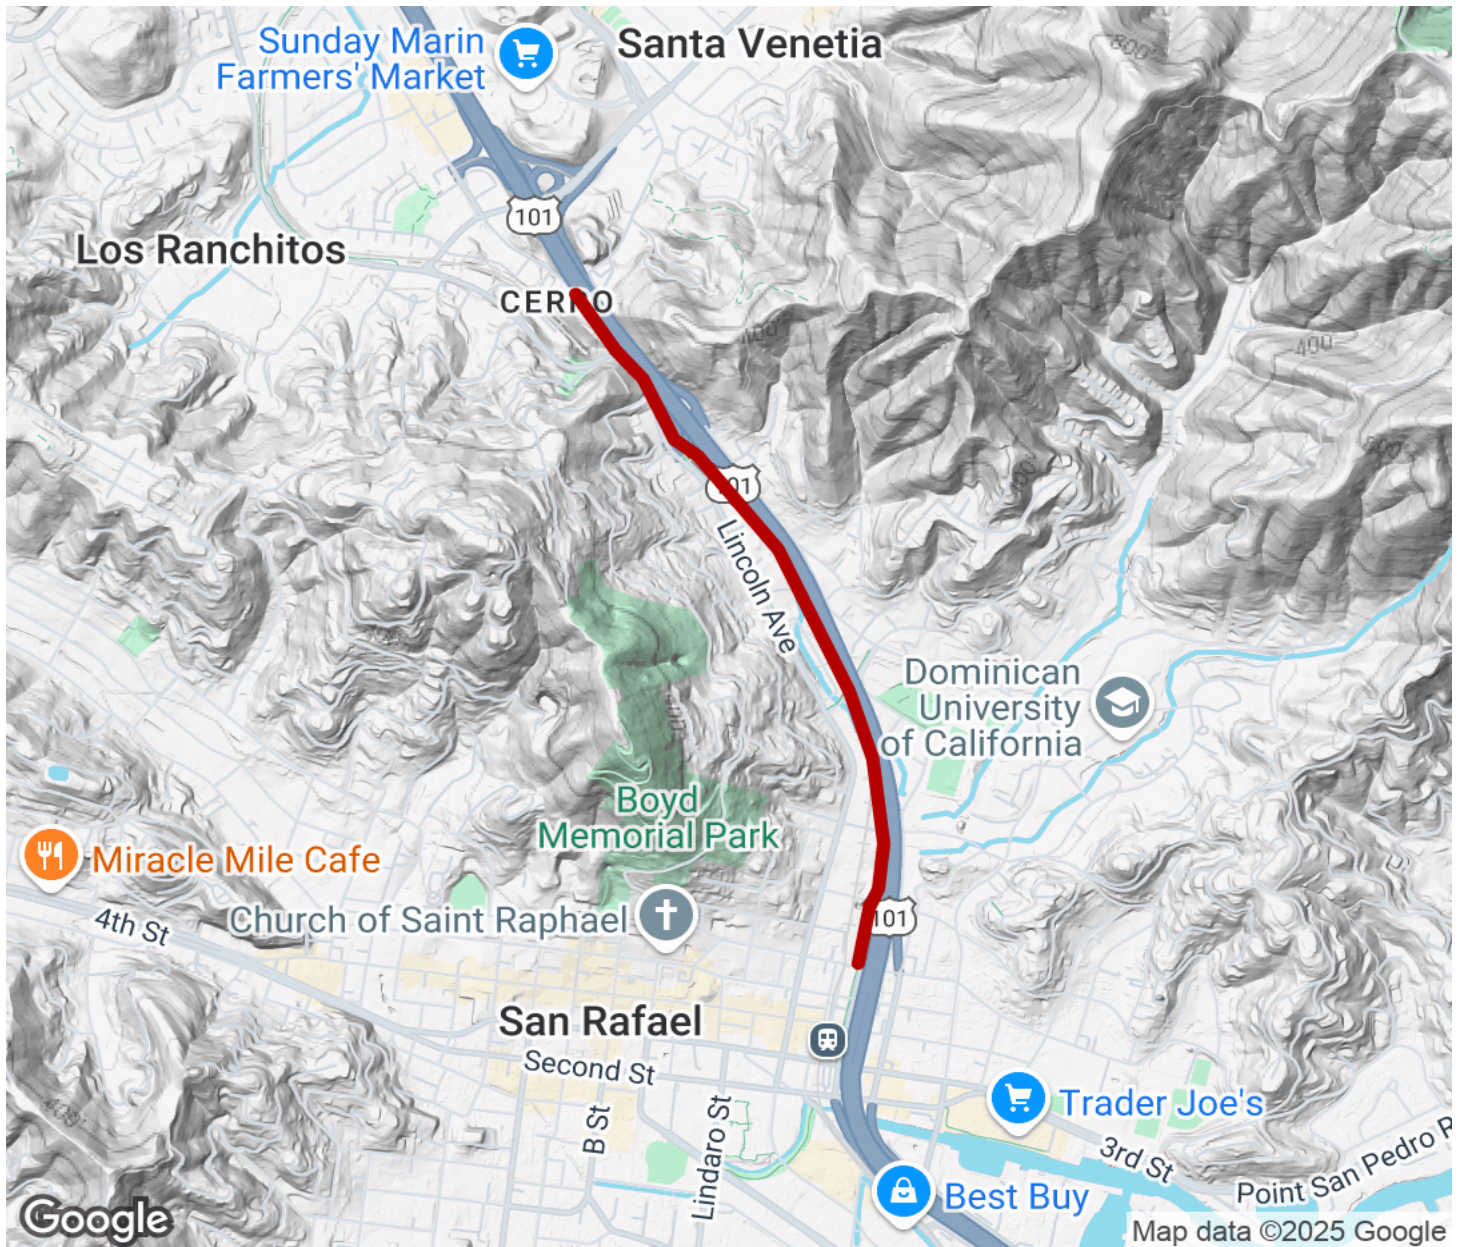 Sunday Marin
Farmers' Market
Santa Venetia
101
Los Ranchitos
400
101
Lincoln Ave
Dominican
University
of California
Boyd
Memorial Park
Miracle Mile Cafe
4th St
Church of Saint Raphael
101
San Rafael
Second St
B St
Lindaro St
Trader Joe's
3rd St
Point San Pedro R
Best Buy
Google
Map data ©2025 Google